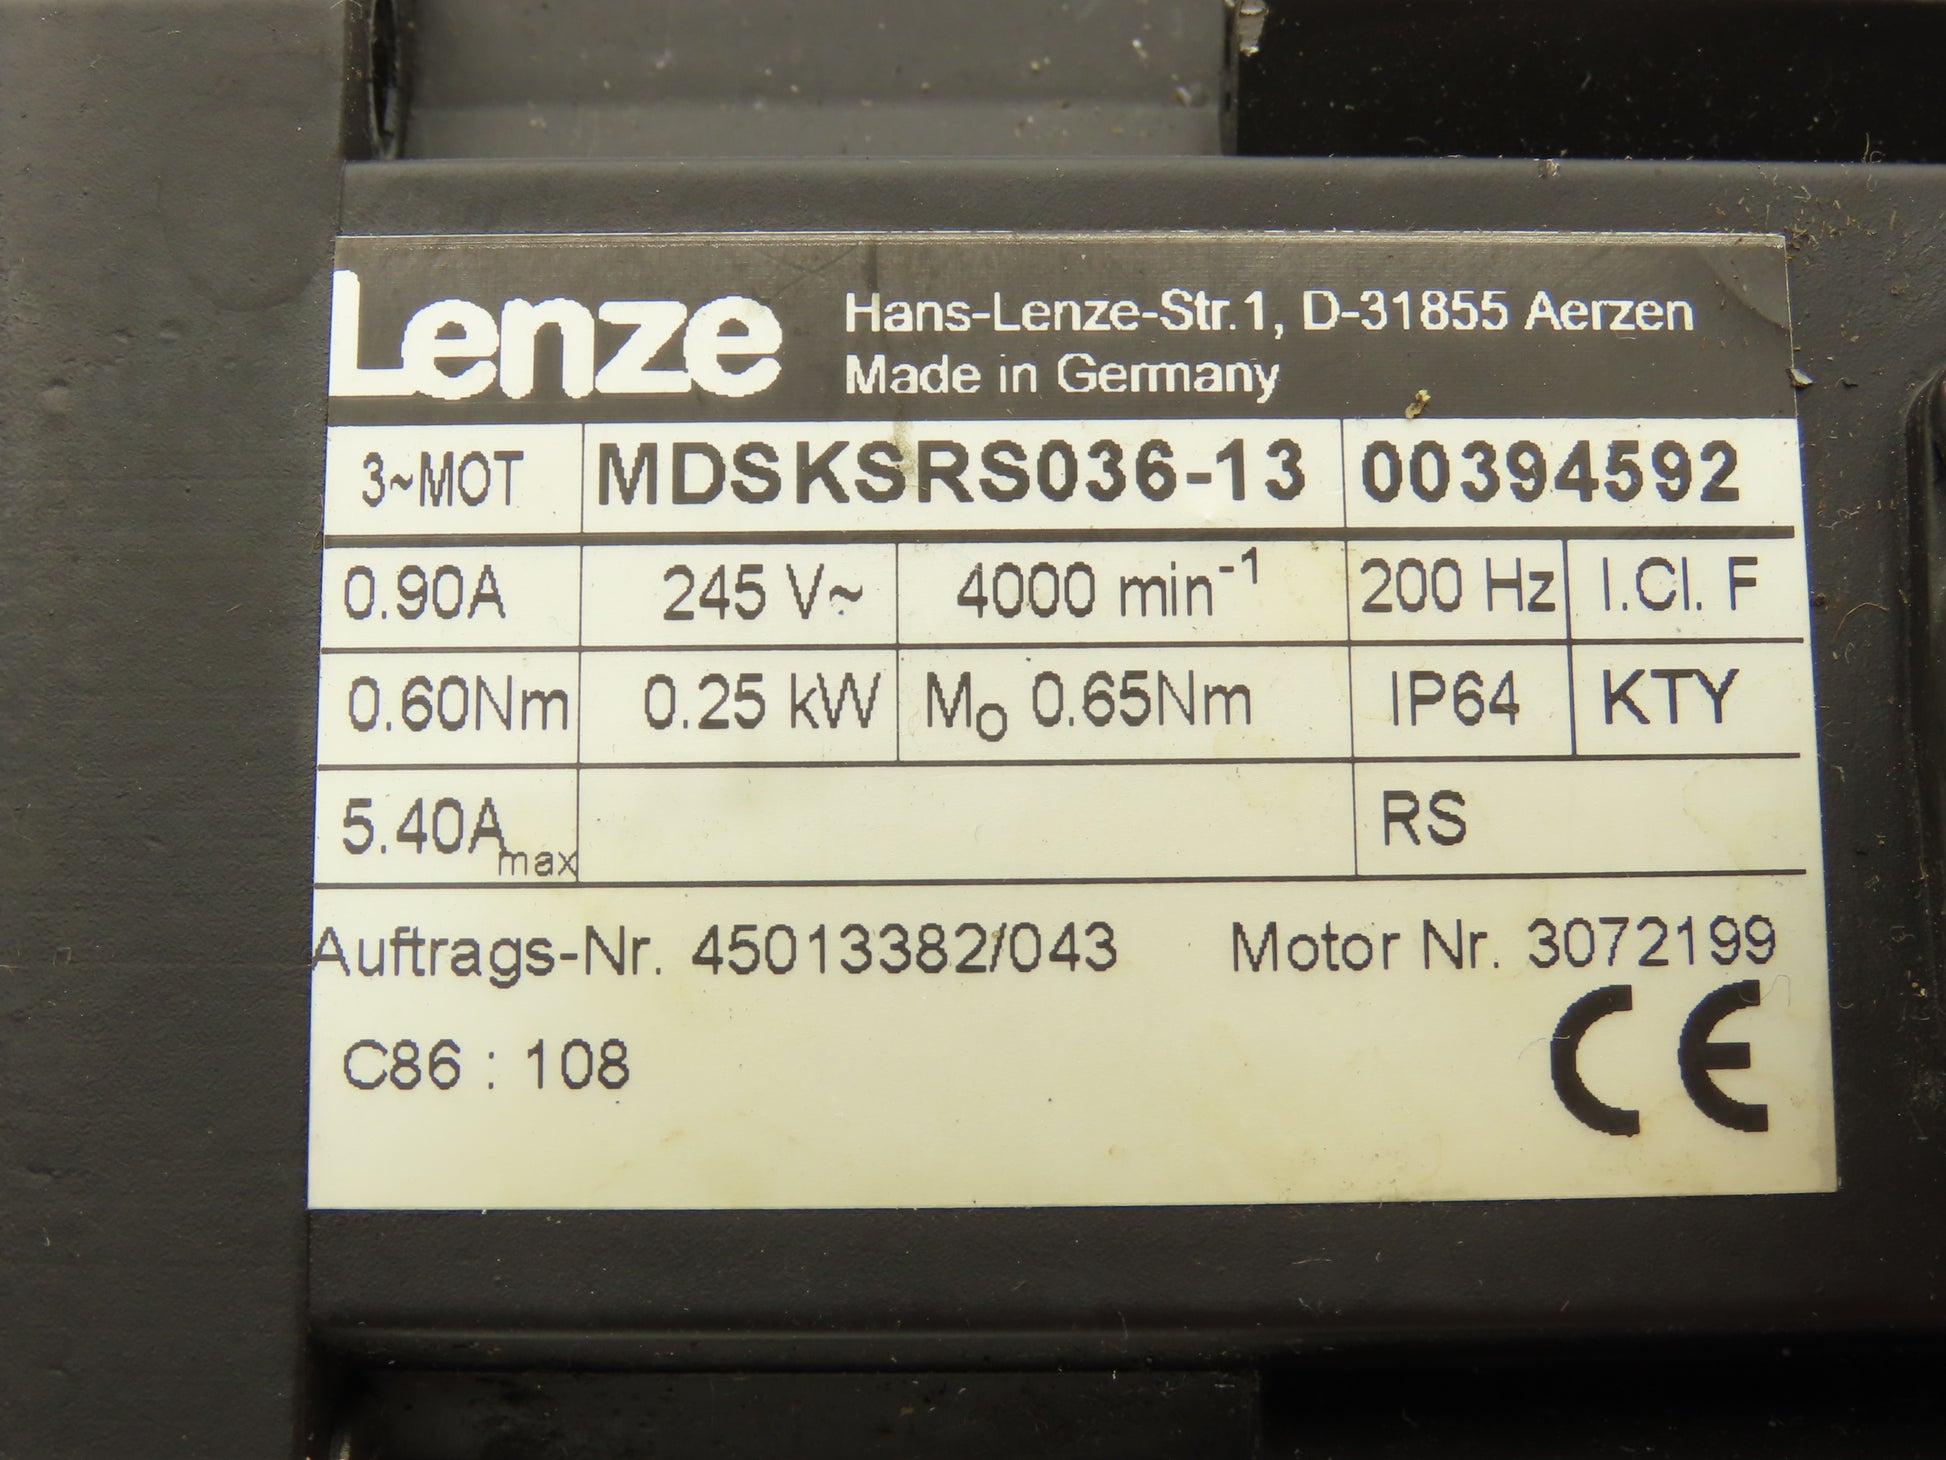 Lenze
Hans-Lenze-Str.1, D-31855 Aerzen
Made in Germany
3~MOT MDSKSRS036-13 00394592
0.90A 245 V~ 4000 min⁻¹ 200 Hz I.Cl. F
0.60Nm 0.25 kW M₀ 0.65Nm IP64 KTY
5.40Amax RS
Auftrags-Nr. 45013382/043 Motor Nr. 3072199
C86 : 108
CE